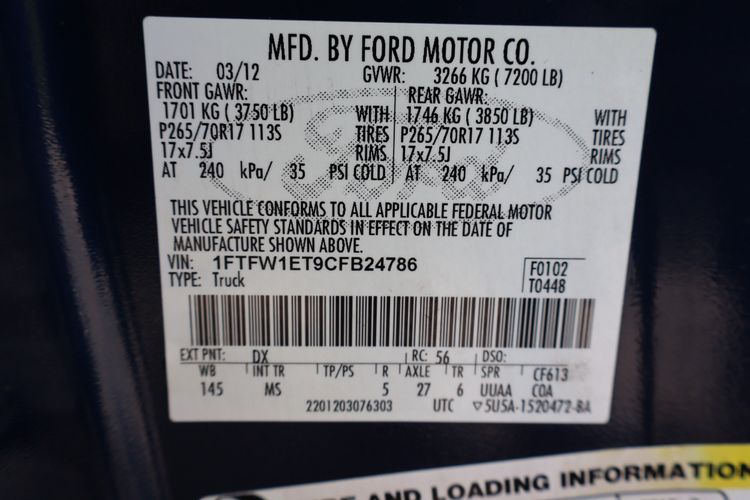 MFD. BY FORD MOTOR CO.
DATE: 03/12 GVWR: 3266 KG ( 7200 LB)
FRONT GAWR: REAR GAWR:
1701 KG ( 3750 LB) WITH 1746 KG ( 3850 LB) WITH
P265/70R17 113S TIRES P265/70R17 113S TIRES
17x7.5J RIMS 17x7.5J RIMS
AT 240 kPa/ 35 PSI COLD AT 240 kPa/ 35 PSI COLD
Ford
THIS VEHICLE CONFORMS TO ALL APPLICABLE FEDERAL MOTOR
VEHICLE SAFETY STANDARDS IN EFFECT ON THE DATE OF
MANUFACTURE SHOWN ABOVE.
VIN: 1FTFW1ET9CFB24786 F0102
TYPE: Truck T0448
EXT PNT: DX RC: 56 DSO:
WB INT TR TP/PS R AXLE TR SPR CF613
145 MS 5 27 6 UUAA COA
2201203076303 UTC ▽5U5A-1520472-BA
AND LOADING INFORMATION